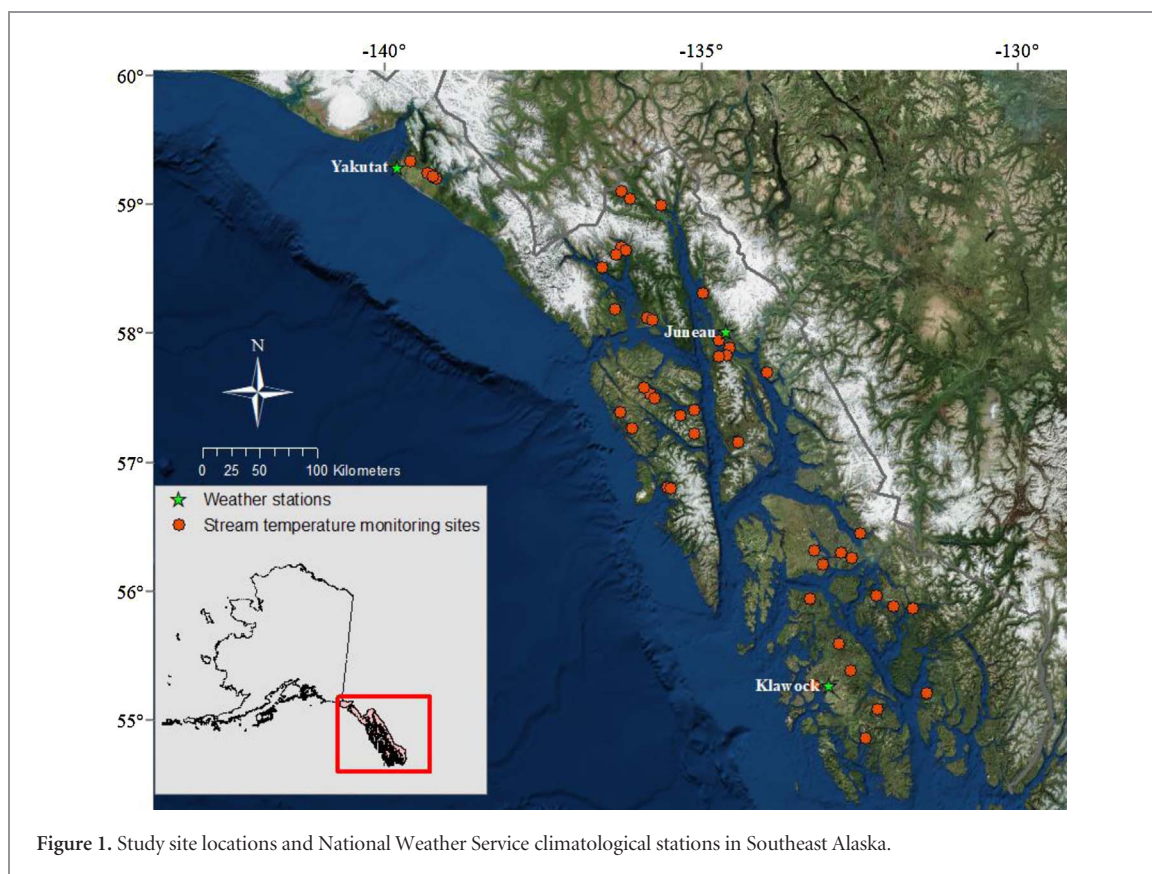 -140° -135° -130°
60°
Yakutat
59°
58°
Juneau
N
57°
0 25 50 100 Kilometers
Weather stations
Stream temperature monitoring sites
56°
Klawock
55°
Figure 1. Study site locations and National Weather Service climatological stations in Southeast Alaska.